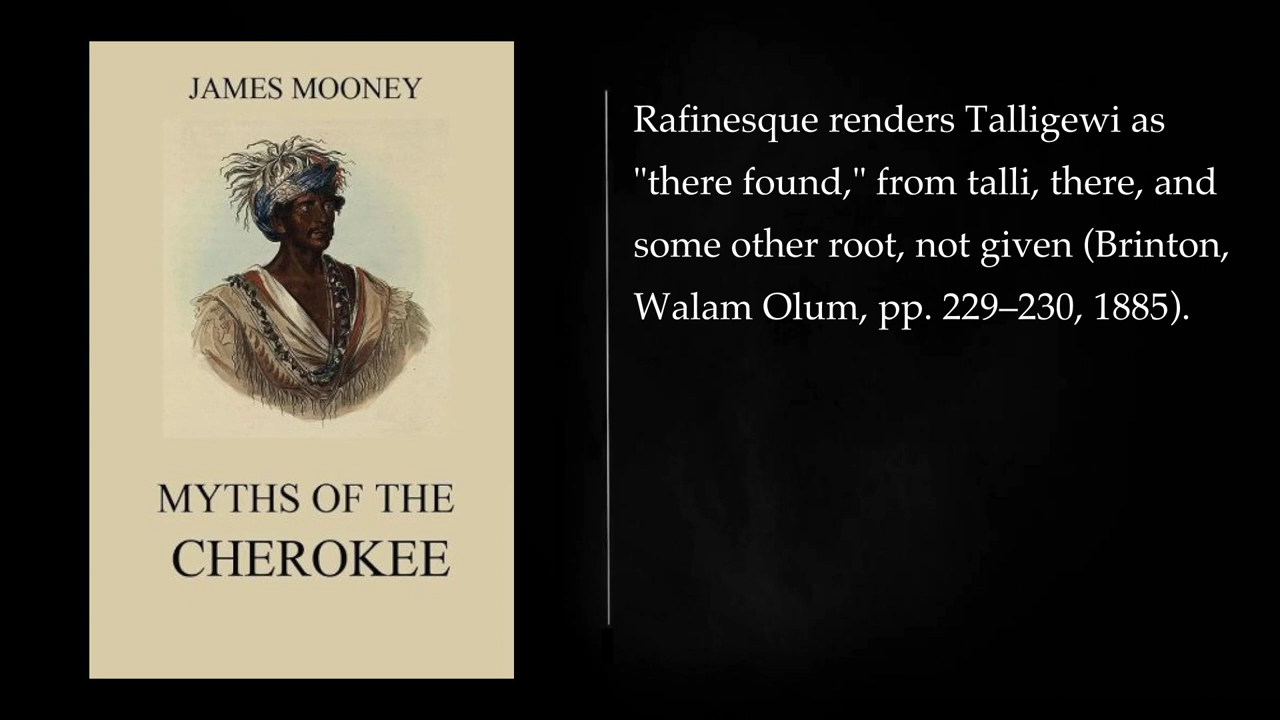 JAMES MOONEY
MYTHS OF THE
CHEROKEE
Rafinesque renders Talligewi as
"there found," from talli, there, and
some other root, not given (Brinton,
Walam Olum, pp. 229–230, 1885).